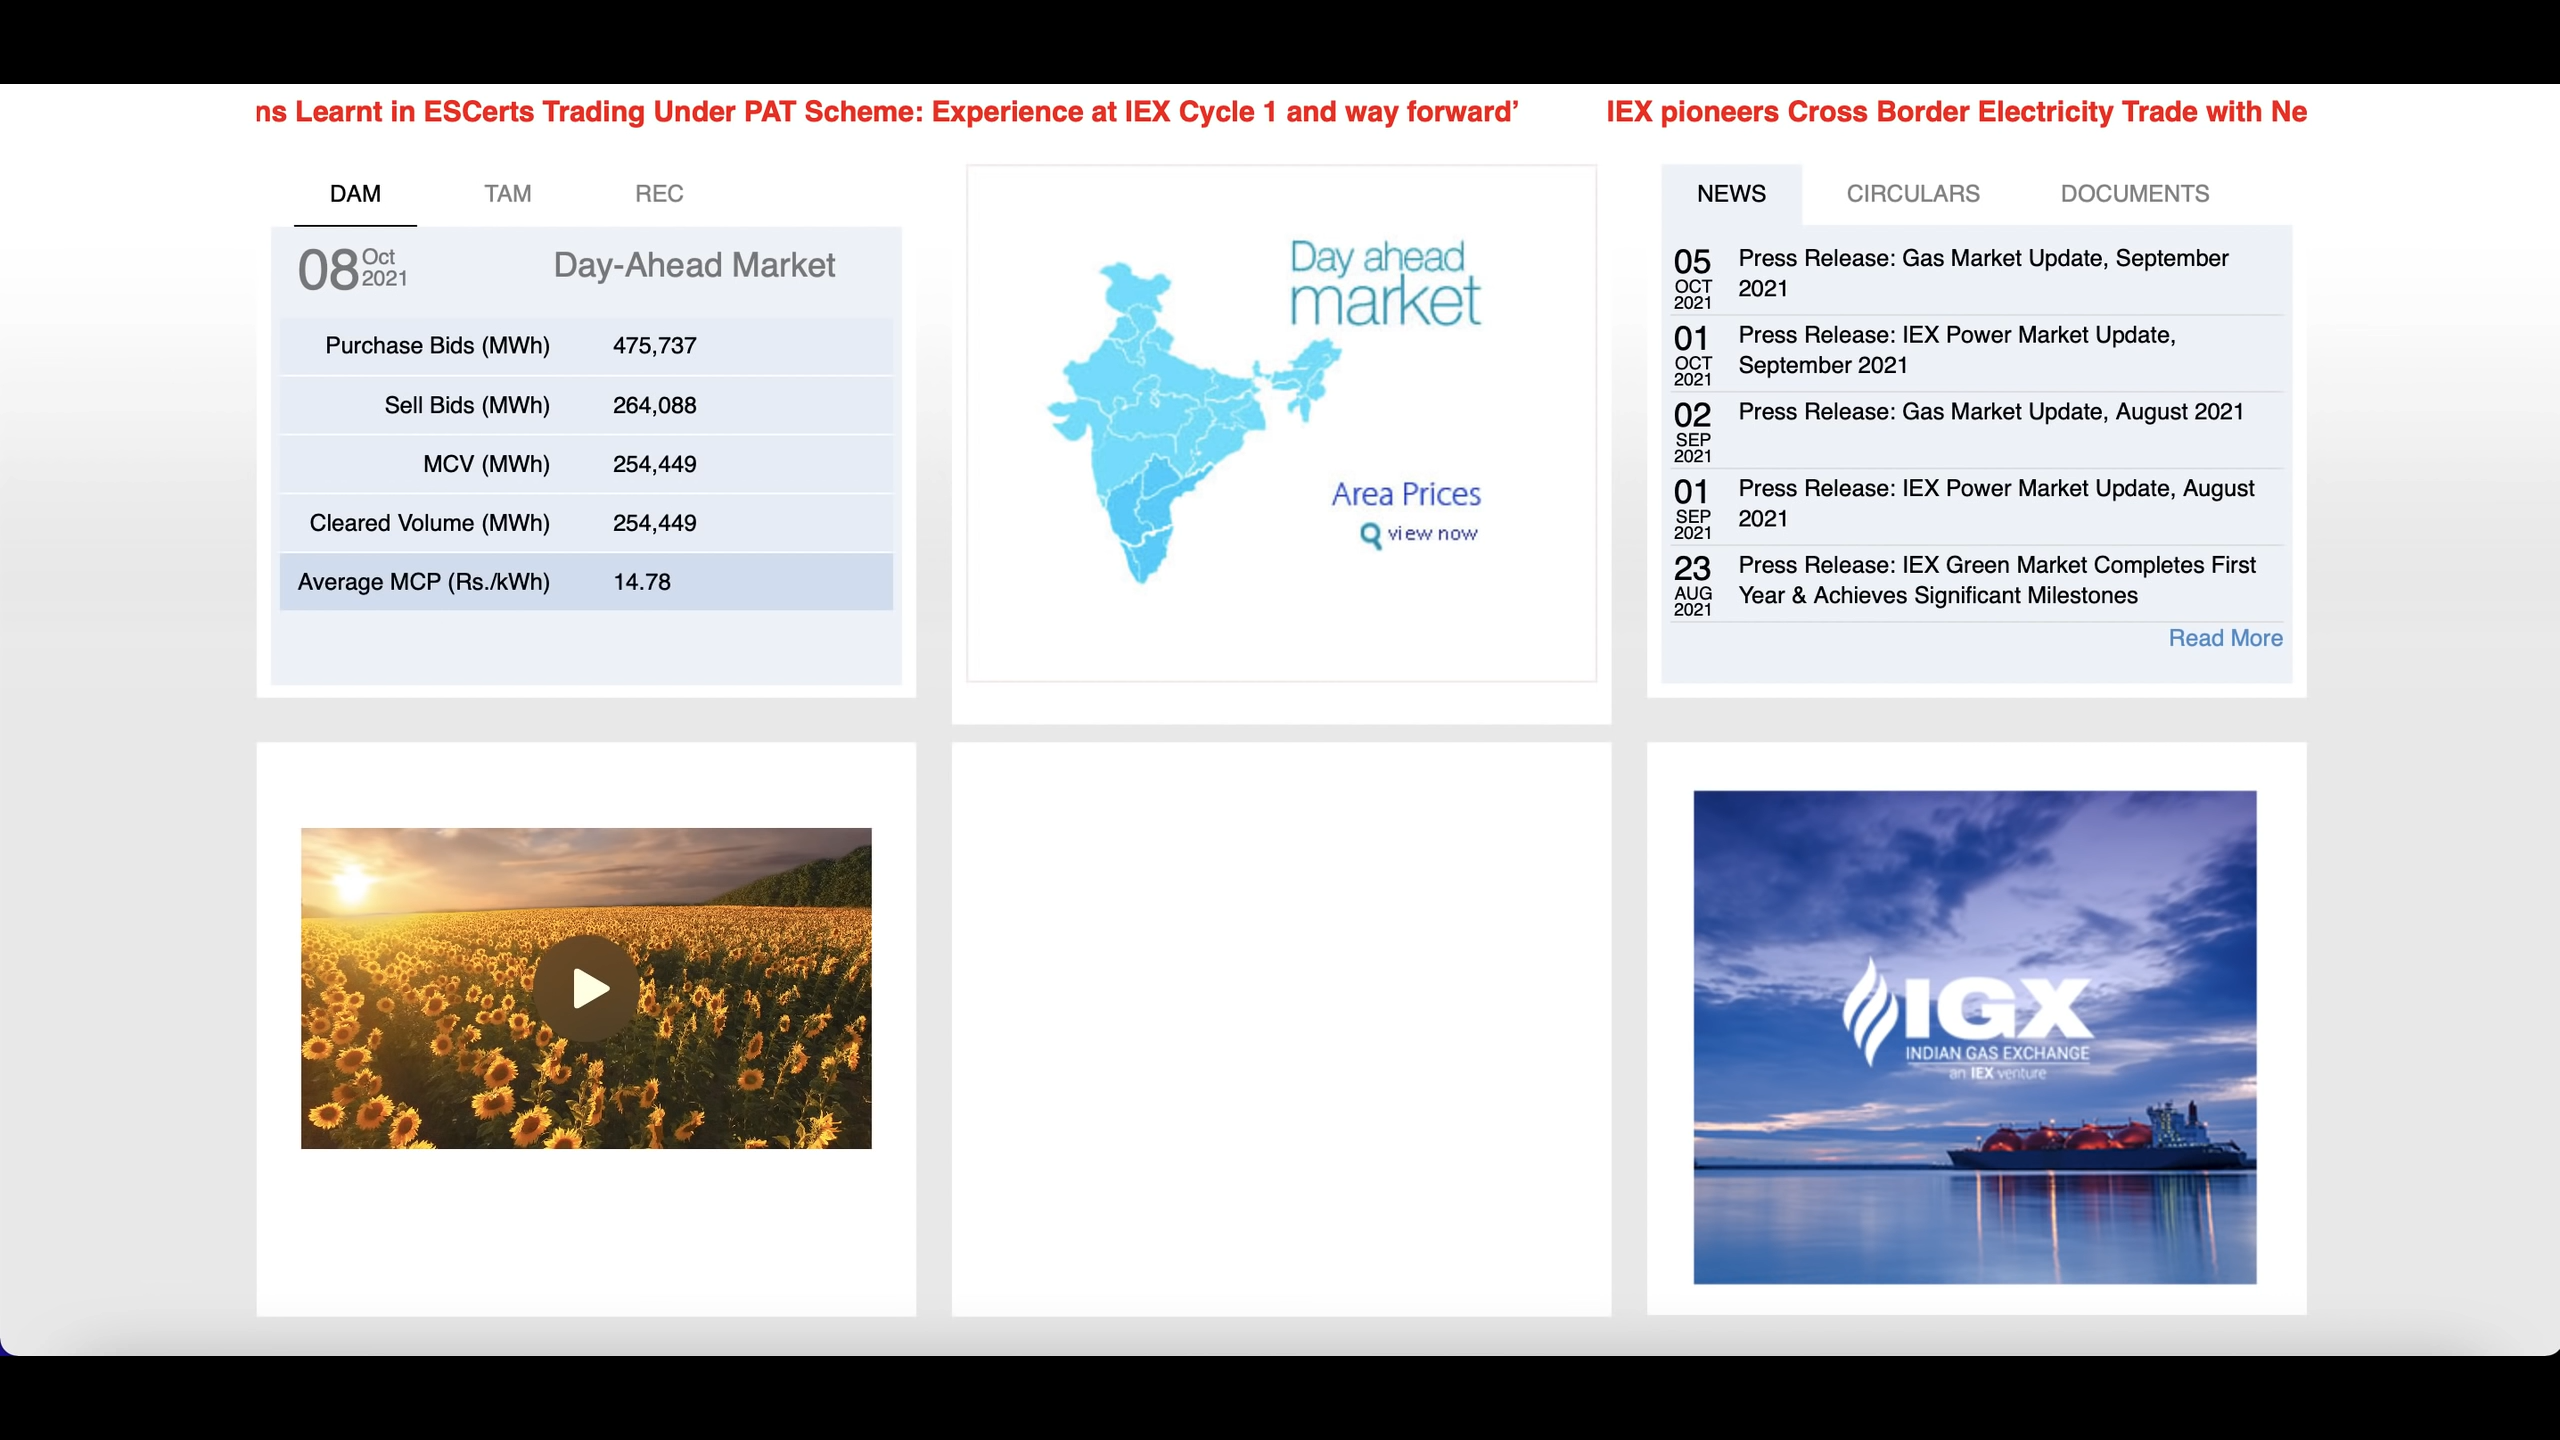 ns Learnt in ESCerts Trading Under PAT Scheme: Experience at IEX Cycle 1 and way forward’
IEX pioneers Cross Border Electricity Trade with Ne
DAM
TAM
REC
08
Oct
2021
Day-Ahead Market
Purchase Bids (MWh) 475,737
Sell Bids (MWh) 264,088
MCV (MWh) 254,449
Cleared Volume (MWh) 254,449
Average MCP (Rs./kWh) 14.78
Day ahead
market
Area Prices
view now
NEWS
CIRCULARS
DOCUMENTS
05
OCT
2021
Press Release: Gas Market Update, September
2021
01
OCT
2021
Press Release: IEX Power Market Update,
September 2021
02
SEP
2021
Press Release: Gas Market Update, August 2021
01
SEP
2021
Press Release: IEX Power Market Update, August
2021
23
AUG
2021
Press Release: IEX Green Market Completes First
Year & Achieves Significant Milestones
Read More
IGX
INDIAN GAS EXCHANGE
an IEX venture